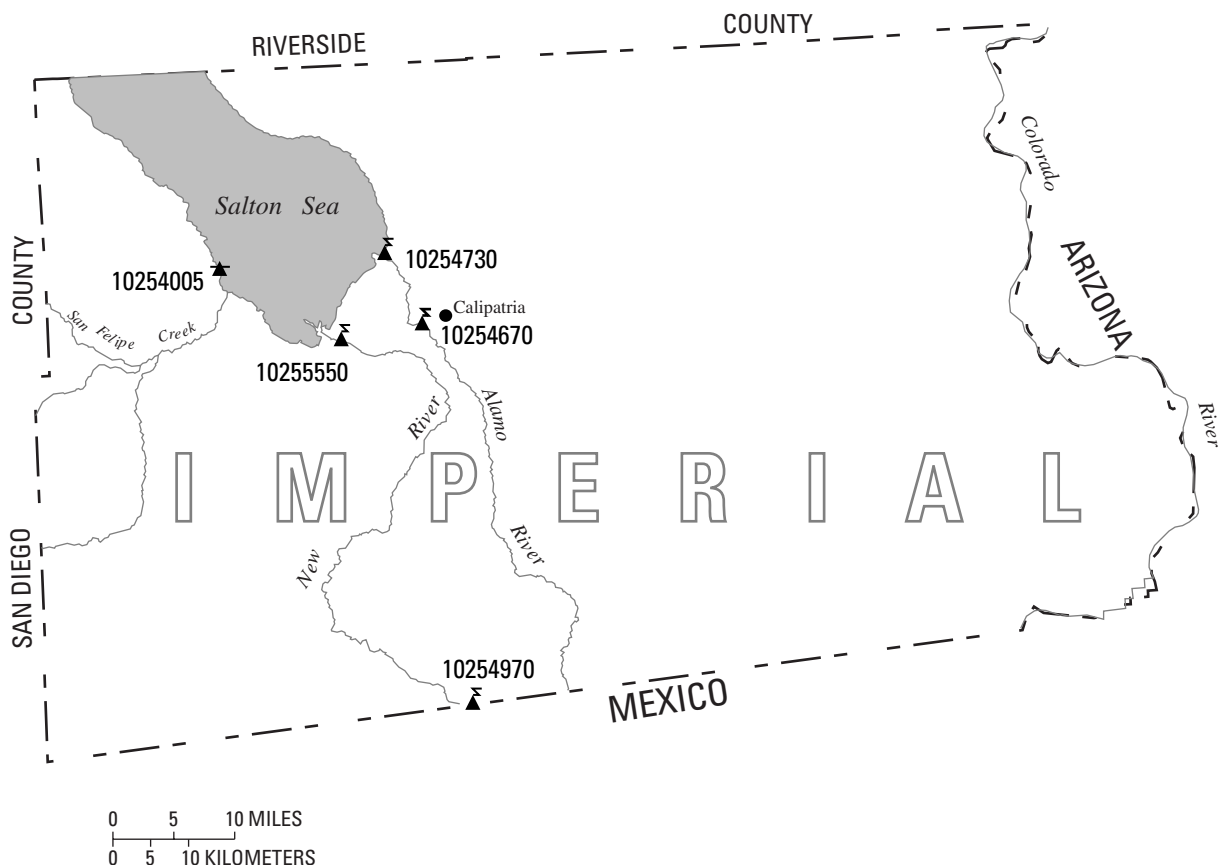 RIVERSIDE
COUNTY
Salton Sea
Colorado
10254730
10254005
COUNTY
Calipatria
10254670
San Felipe Creek
10255550
ARIZONA
River
Alamo
River
IMPERIAL
River
New
SAN DIEGO
10254970
MEXICO
0 5 10 MILES
0 5 10 KILOMETERS